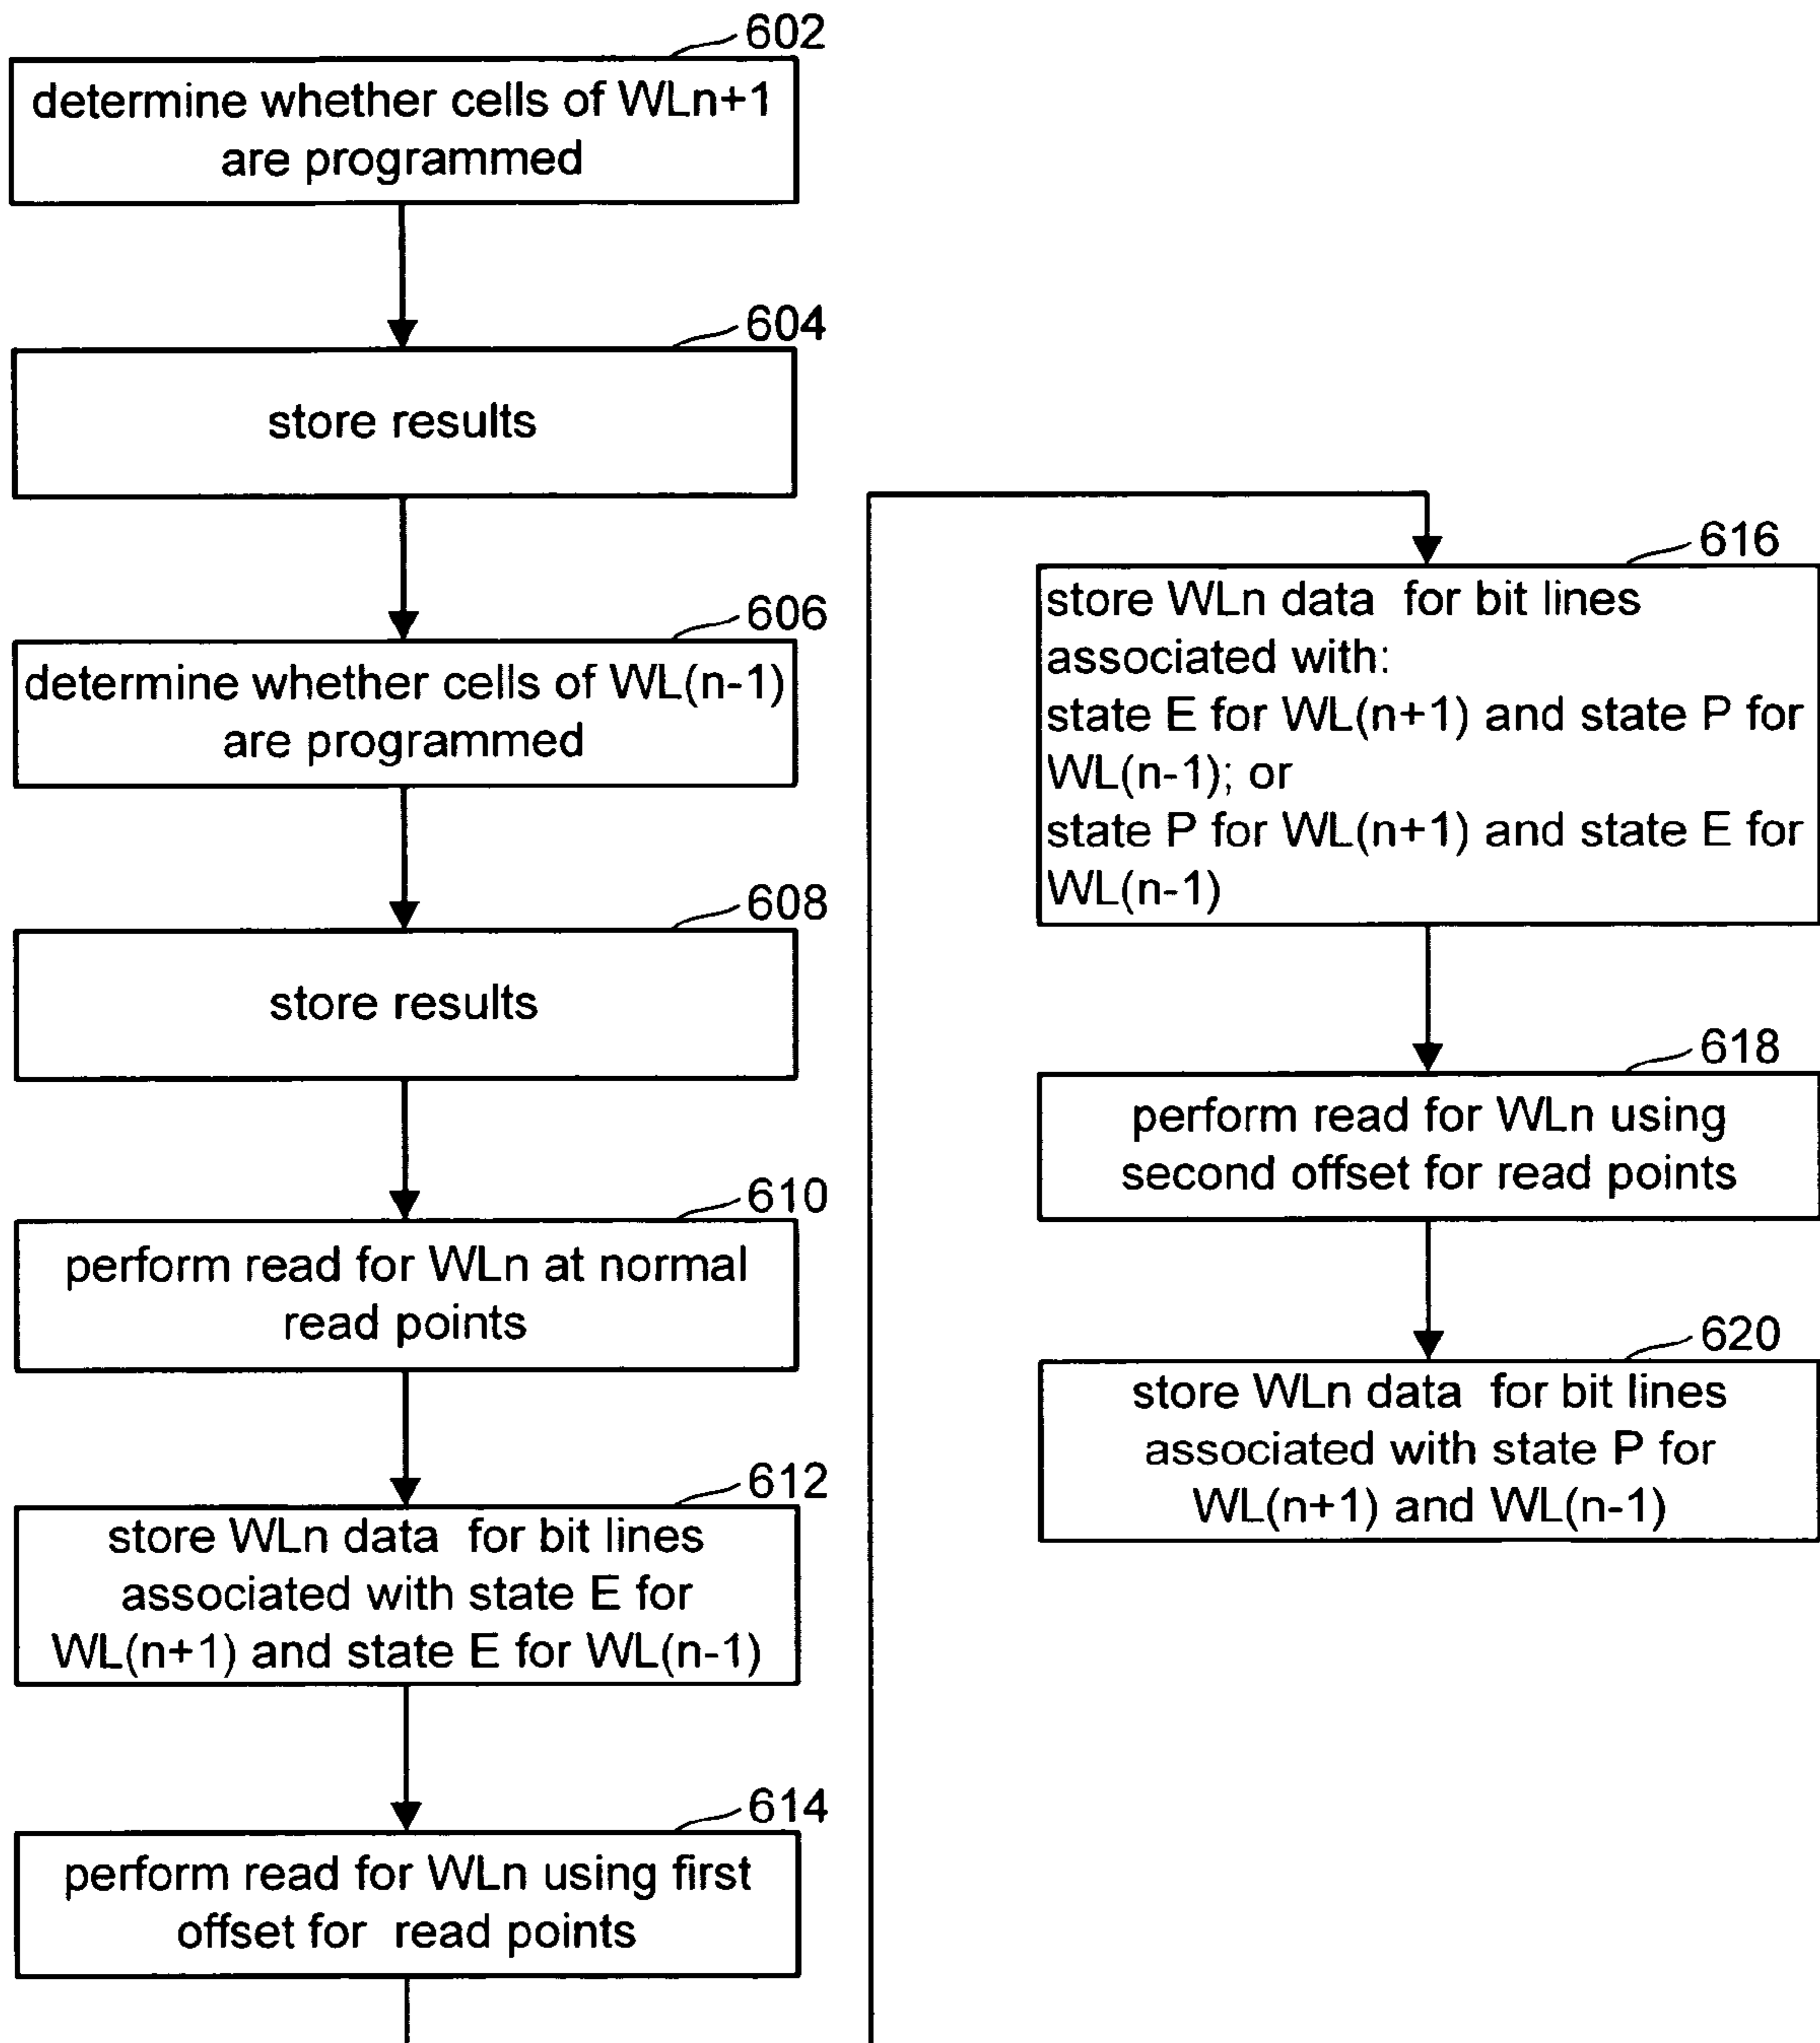 602
determine whether cells of WLn+1
are programmed
604
store results
606
determine whether cells of WL(n-1)
are programmed
608
store results
610
perform read for WLn at normal
read points
612
store WLn data for bit lines
associated with state E for
WL(n+1) and state E for WL(n-1)
614
perform read for WLn using first
offset for read points
616
store WLn data for bit lines
associated with:
state E for WL(n+1) and state P for
WL(n-1); or
state P for WL(n+1) and state E for
WL(n-1)
618
perform read for WLn using
second offset for read points
620
store WLn data for bit lines
associated with state P for
WL(n+1) and WL(n-1)